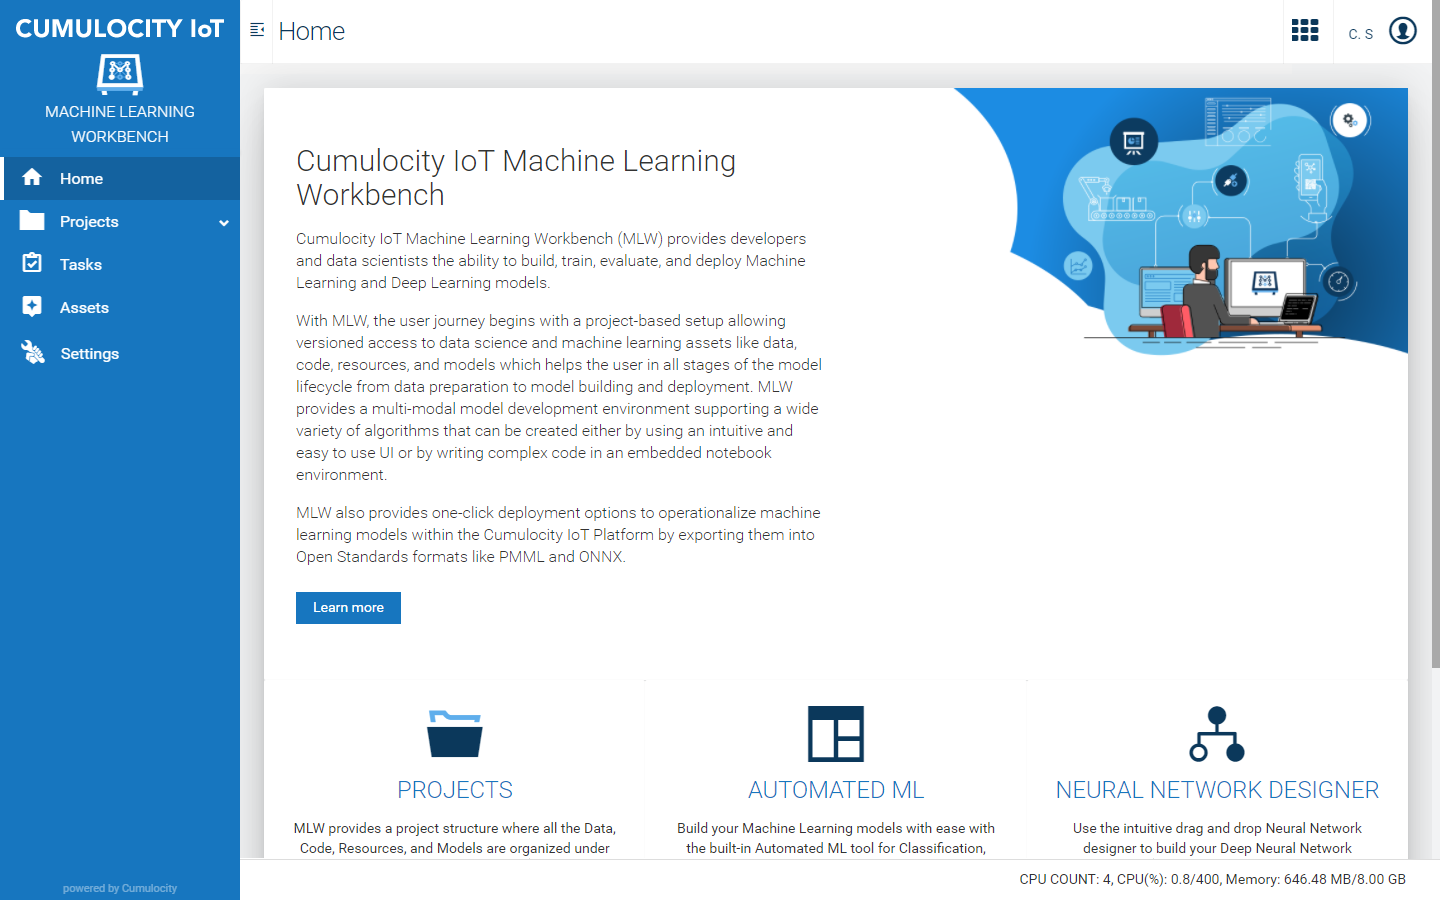 CUMULOCITY IoT
MACHINE LEARNING
WORKBENCH
Home
Projects
Tasks
Assets
Settings
powered by Cumulocity
Home
C. S
Cumulocity IoT Machine Learning
Workbench
Cumulocity IoT Machine Learning Workbench (MLW) provides developers
and data scientists the ability to build, train, evaluate, and deploy Machine
Learning and Deep Learning models.
With MLW, the user journey begins with a project-based setup allowing
versioned access to data science and machine learning assets like data,
code, resources, and models which helps the user in all stages of the model
lifecycle from data preparation to model building and deployment. MLW
provides a multi-modal model development environment supporting a wide
variety of algorithms that can be created either by using an intuitive and
easy to use UI or by writing complex code in an embedded notebook
environment.
MLW also provides one-click deployment options to operationalize machine
learning models within the Cumulocity IoT Platform by exporting them into
Open Standards formats like PMML and ONNX.
Learn more
PROJECTS
MLW provides a project structure where all the Data,
Code, Resources, and Models are organized under
AUTOMATED ML
Build your Machine Learning models with ease with
the built-in Automated ML tool for Classification,
NEURAL NETWORK DESIGNER
Use the intuitive drag and drop Neural Network
designer to build your Deep Neural Network
CPU COUNT: 4, CPU(%): 0.8/400, Memory: 646.48 MB/8.00 GB